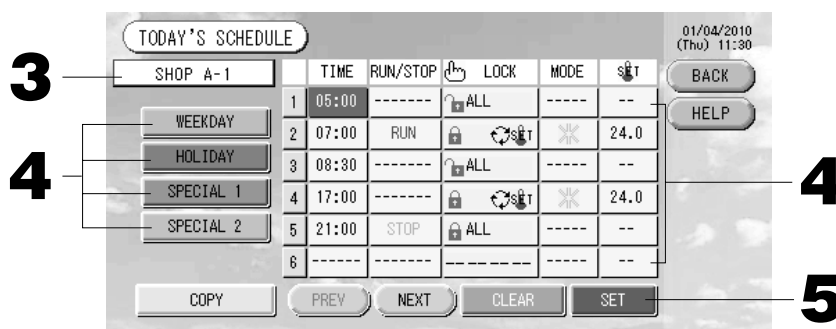 TODAY'S SCHEDULE
01/04/2010
(Thu) 11:30
3
SHOP A-1
TIME RUN/STOP LOCK MODE SET
BACK
1 05:00 ------- ALL ----- --
HELP
WEEKDAY
2 07:00 RUN SET 24.0
HOLIDAY
3 08:30 ------- ALL ----- --
4
4
SPECIAL 1
4 17:00 ------- SET 24.0
SPECIAL 2
5 21:00 STOP ALL ----- --
6 ------ ------- -------- ----- --
COPY PREV NEXT CLEAR SET
5